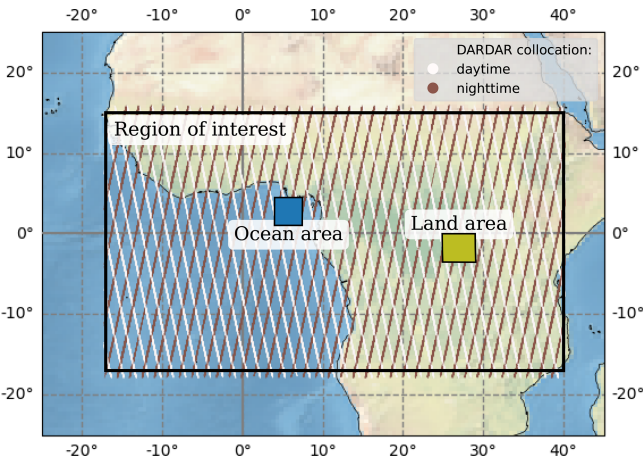 -20° -10° 0° 10° 20° 30° 40°
DARDAR collocation:
20° daytime 20°
nighttime
Region of interest
10° 10°
Land area
Ocean area
0° 0°
-10° -10°
-20° -20°
-20° -10° 0° 10° 20° 30° 40°